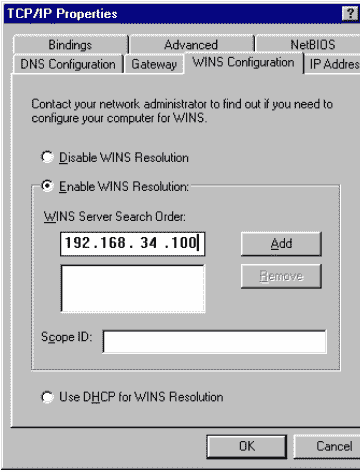 TCP/IP Properties ?
Bindings Advanced NetBIOS
DNS Configuration Gateway WINS Configuration IP Addres
Contact your network administrator to find out if you need to
configure your computer for WINS.
Disable WINS Resolution
Enable WINS Resolution:
WINS Server Search Order:
192.168. 34 .100
Add
Remove
Scope ID:
Use DHCP for WINS Resolution
OK Cancel